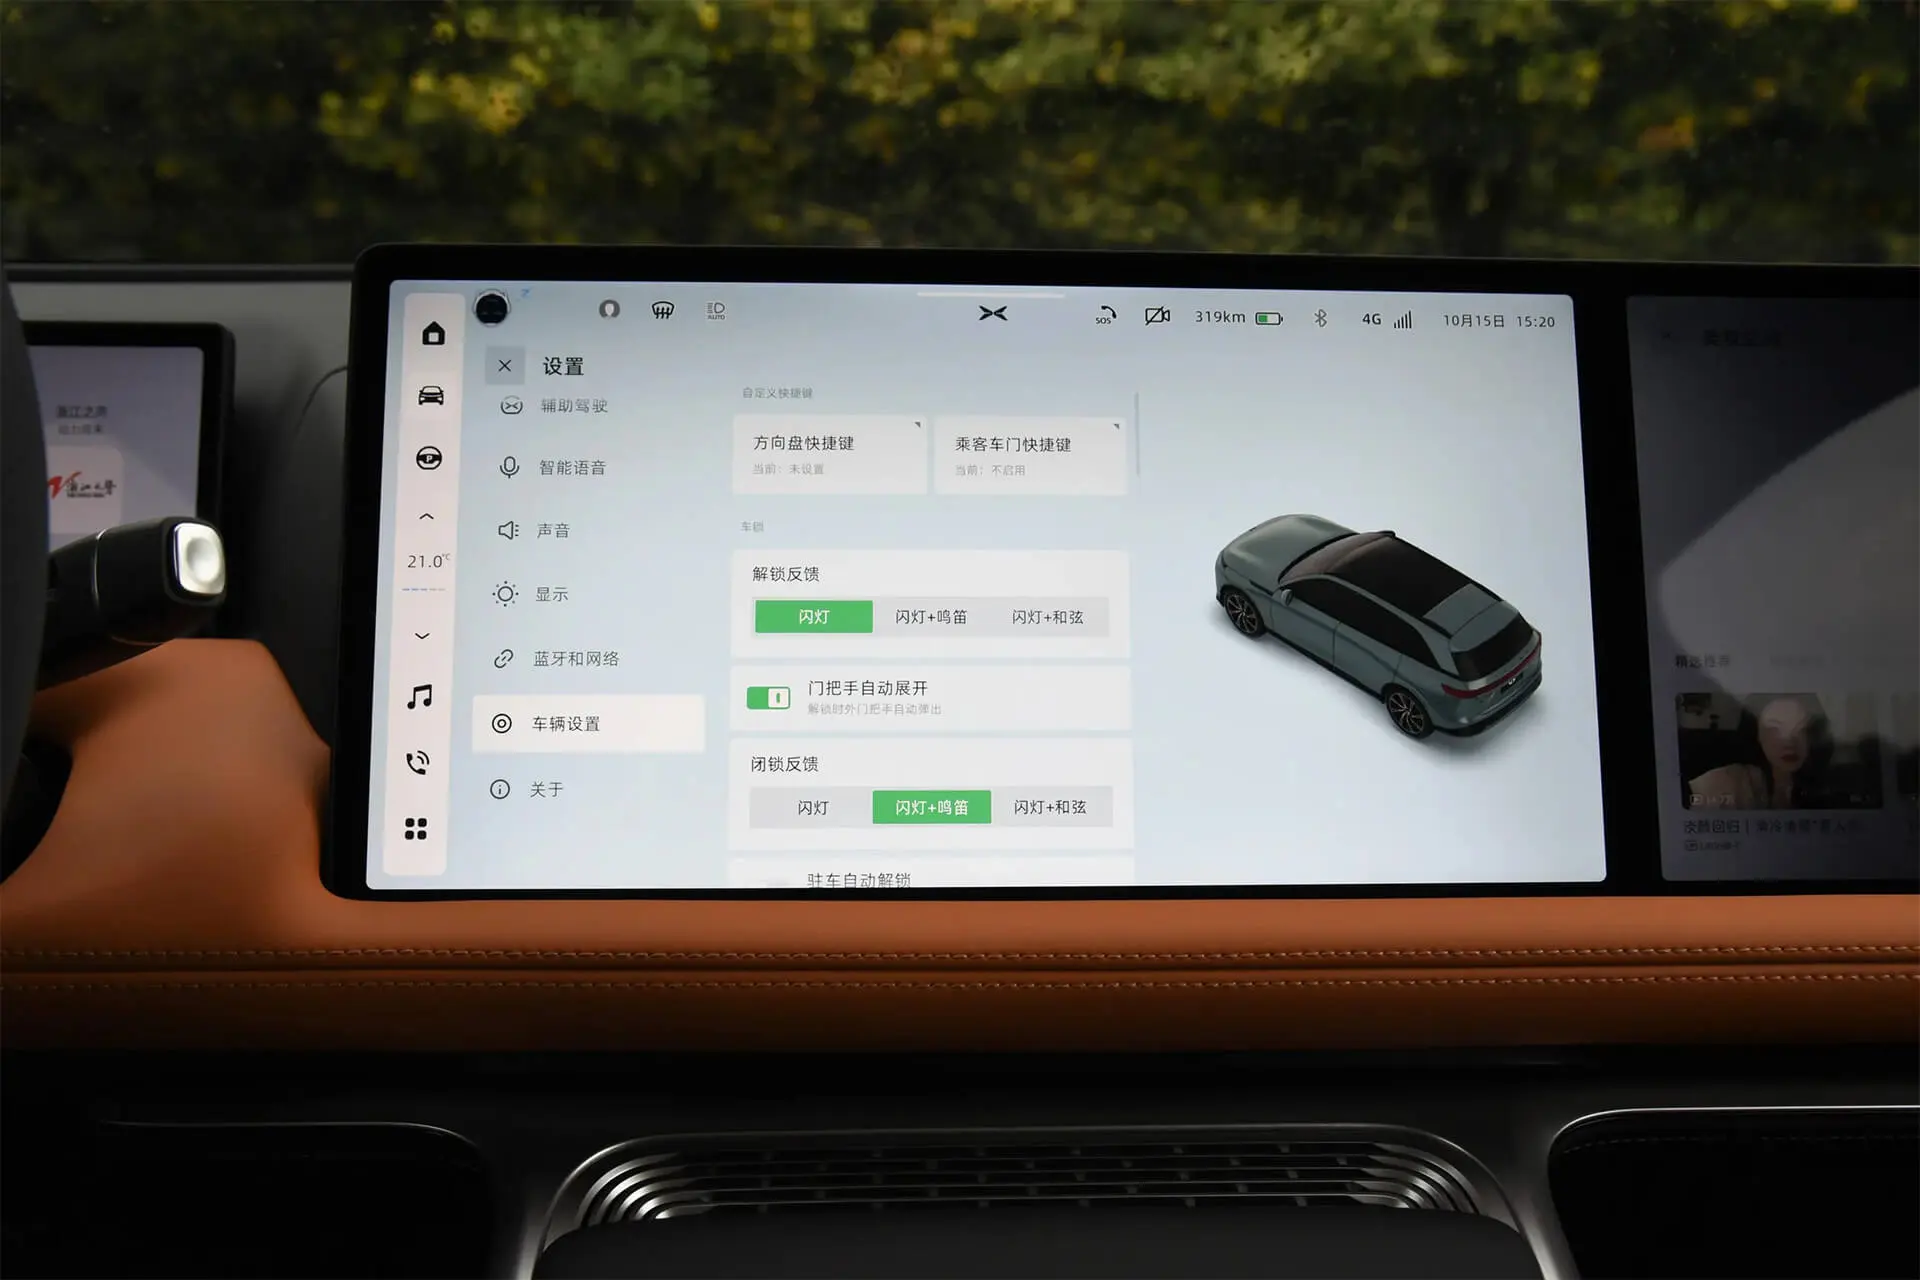 SOS
319km
4G
10月15日 15:20
AUTO
设置
辅助驾驶
智能语音
声音
显示
蓝牙和网络
车辆设置
关于
21.0℃
自定义快捷键
方向盘快捷键
当前：未设置
乘客车门快捷键
当前：不启用
车锁
解锁反馈
闪灯
闪灯+鸣笛
闪灯+和弦
门把手自动展开
解锁时外门把手自动弹出
闭锁反馈
闪灯
闪灯+鸣笛
闪灯+和弦
驻车自动解锁
精选推荐